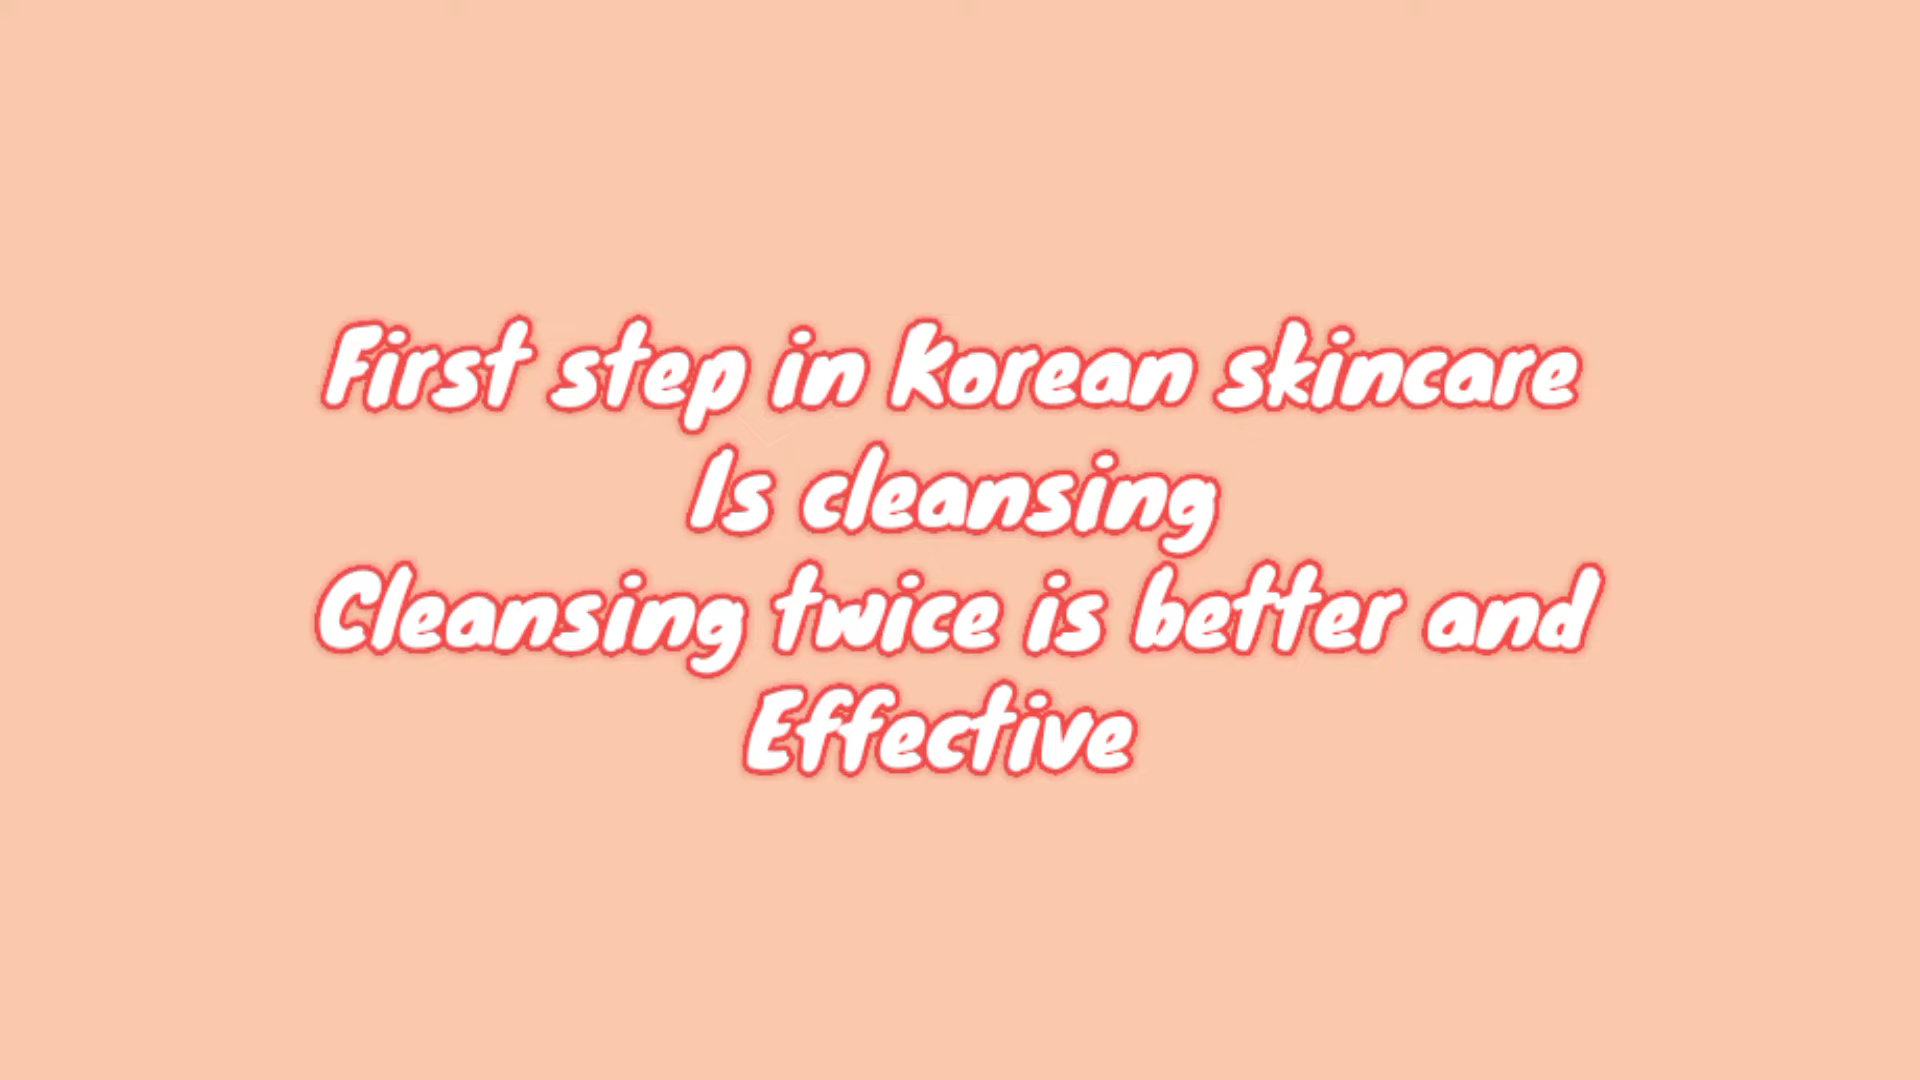 First step in Korean skincare
Is cleansing
Cleansing twice is better and
Effective